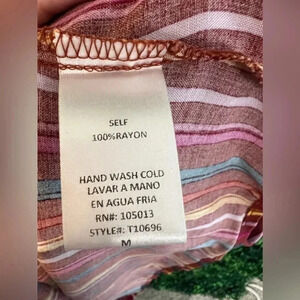 SELF
100%RAYON
HAND WASH COLD
LAVAR A MANO
EN AGUA FRIA
RN#: 105013
STYLE#: T10696
M